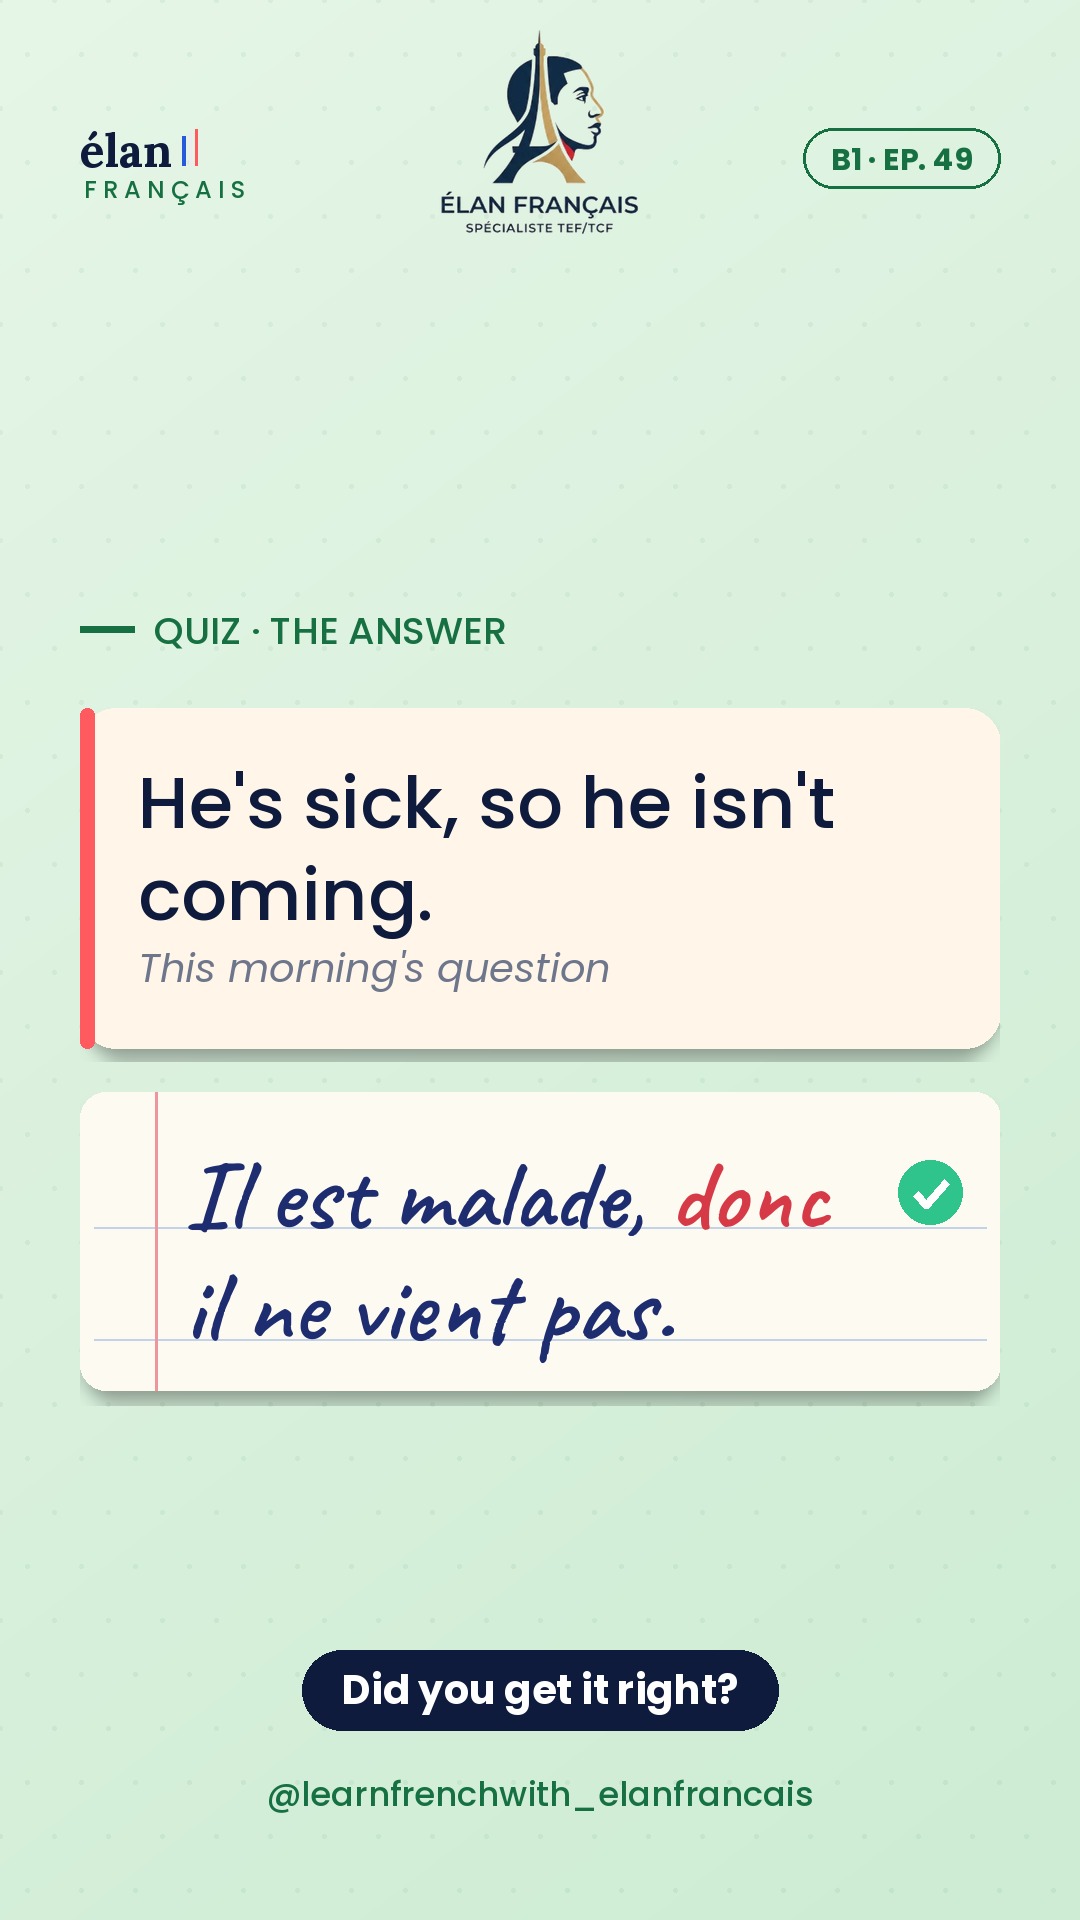 élan
FRANÇAIS
ÉLAN FRANÇAIS
SPÉCIALISTE TEF/TCF
B1 · EP. 49
QUIZ · THE ANSWER
He's sick, so he isn't
coming.
This morning's question
Il est malade, donc
il ne vient pas.
Did you get it right?
@learnfrenchwith_elanfrancais